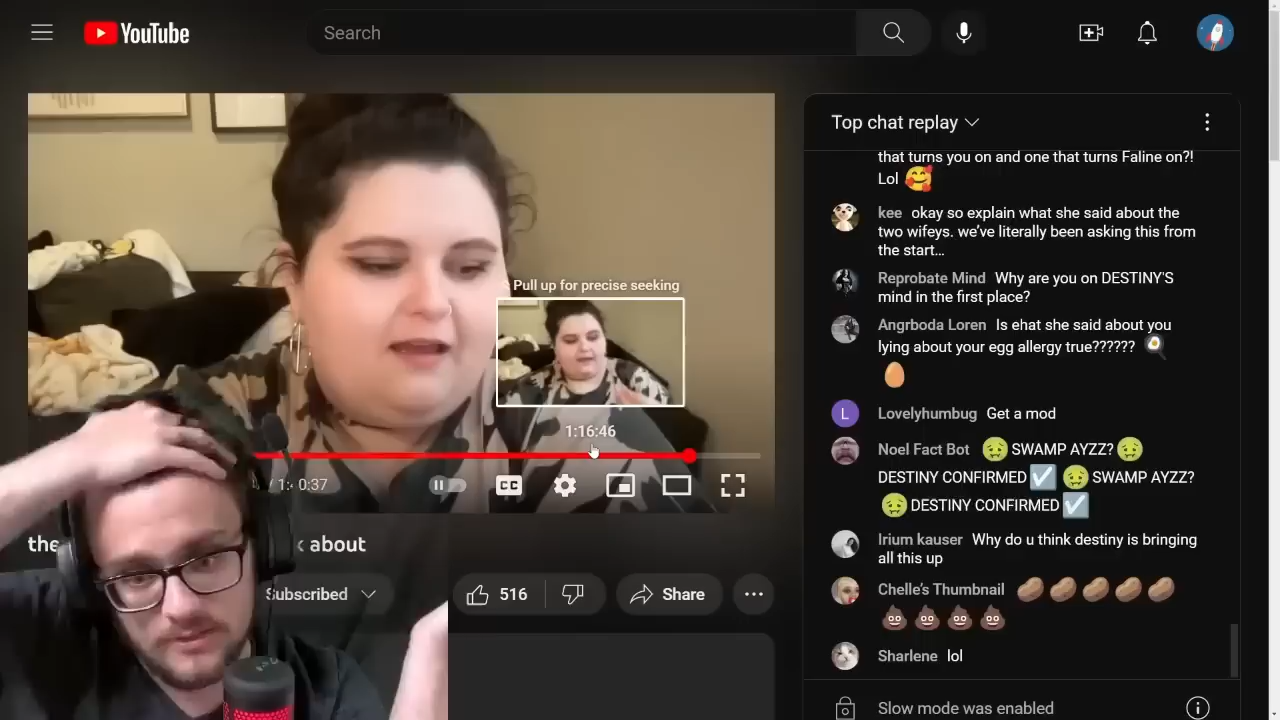 YouTube
Search
Top chat replay
that turns you on and one that turns Faline on?!
Lol
kee okay so explain what she said about the
two wifeys. we've literally been asking this from
the start...
Reprobate Mind Why are you on DESTINY'S
mind in the first place?
Angrboda Loren Is ehat she said about you
lying about your egg allergy true??????
L
Lovelyhumbug Get a mod
Noel Fact Bot SWAMP AYZZ?
DESTINY CONFIRMED SWAMP AYZZ?
DESTINY CONFIRMED
Irium kauser Why do u think destiny is bringing
all this up
Chelle's Thumbnail
Sharlene lol
Slow mode was enabled
Pull up for precise seeking
1:16:46
0:37
CC
about
Subscribed
516
Share